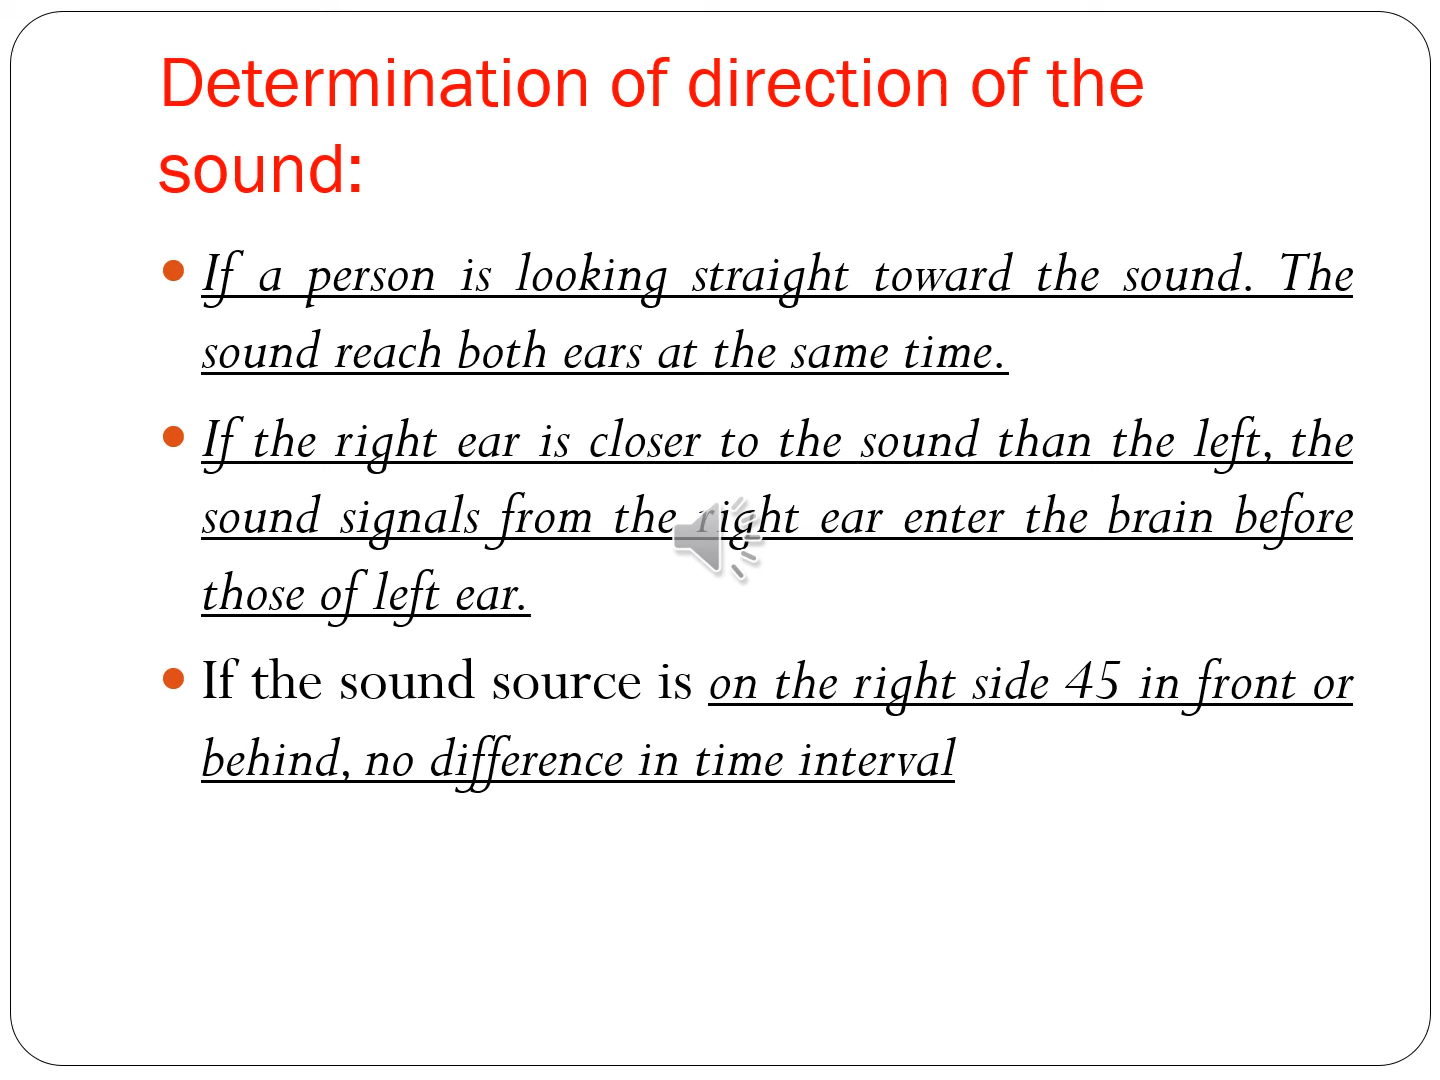 Determination of direction of the
sound:
If a person is looking straight toward the sound. The
sound reach both ears at the same time.
If the right ear is closer to the sound than the left, the
sound signals from the right ear enter the brain before
those of left ear.
If the sound source is on the right side 45 in front or
behind, no difference in time interval